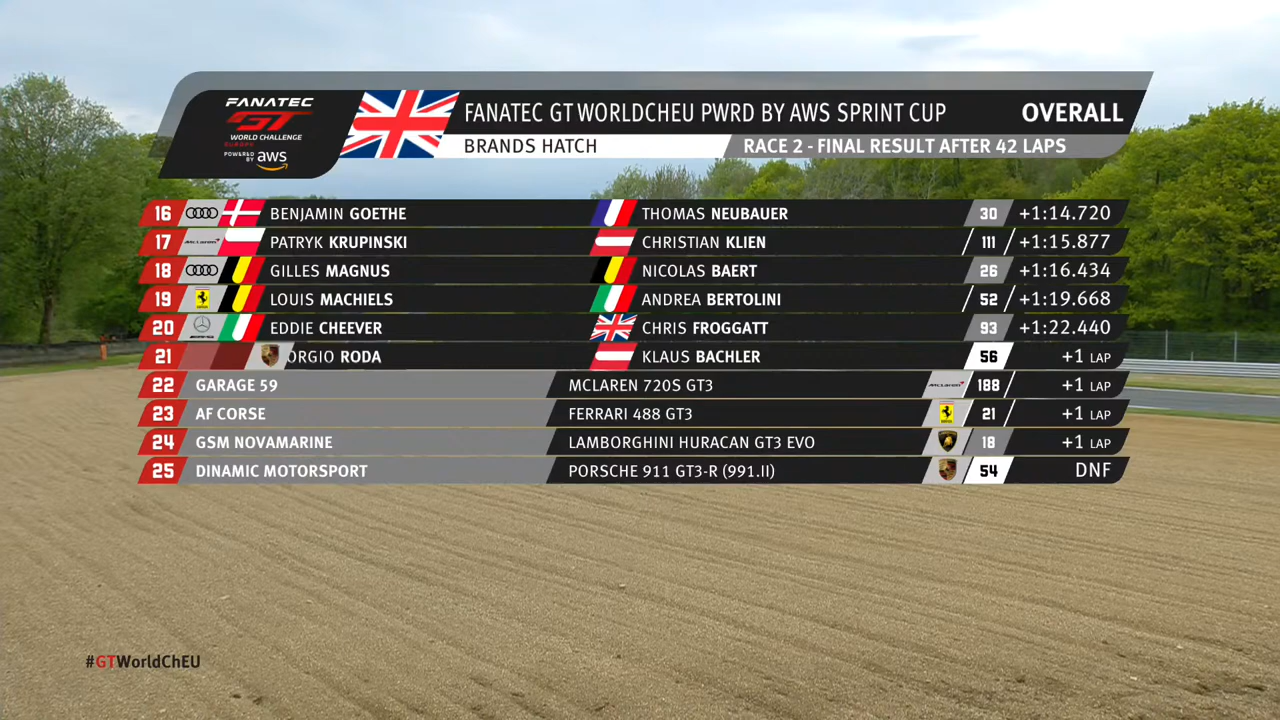 FANATEC
GT
WORLD CHALLENGE
EUROPE
POWERED BY aws
FANATEC GT WORLDCHEU PWRD BY AWS SPRINT CUP OVERALL
BRANDS HATCH RACE 2 - FINAL RESULT AFTER 42 LAPS
16 BENJAMIN GOETHE THOMAS NEUBAUER 30 +1:14.720
17 McLaren PATRYK KRUPINSKI CHRISTIAN KLIEN 111 +1:15.877
18 GILLES MAGNUS NICOLAS BAERT 26 +1:16.434
19 LOUIS MACHIELS ANDREA BERTOLINI 52 +1:19.668
20 AMG EDDIE CHEEVER CHRIS FROGGATT 93 +1:22.440
21 ORGIO RODA KLAUS BACHLER 56 +1 LAP
22 GARAGE 59 MCLAREN 720S GT3 McLaren 188 +1 LAP
23 AF CORSE FERRARI 488 GT3 21 +1 LAP
24 GSM NOVAMARINE LAMBORGHINI HURACAN GT3 EVO 18 +1 LAP
25 DINAMIC MOTORSPORT PORSCHE 911 GT3-R (991.II) 54 DNF
#GTWorldChEU